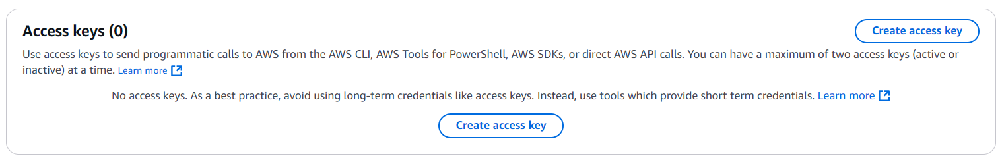 Access keys (0)
Create access key
Use access keys to send programmatic calls to AWS from the AWS CLI, AWS Tools for PowerShell, AWS SDKs, or direct AWS API calls. You can have a maximum of two access keys (active or
inactive) at a time. Learn more
No access keys. As a best practice, avoid using long-term credentials like access keys. Instead, use tools which provide short term credentials. Learn more
Create access key